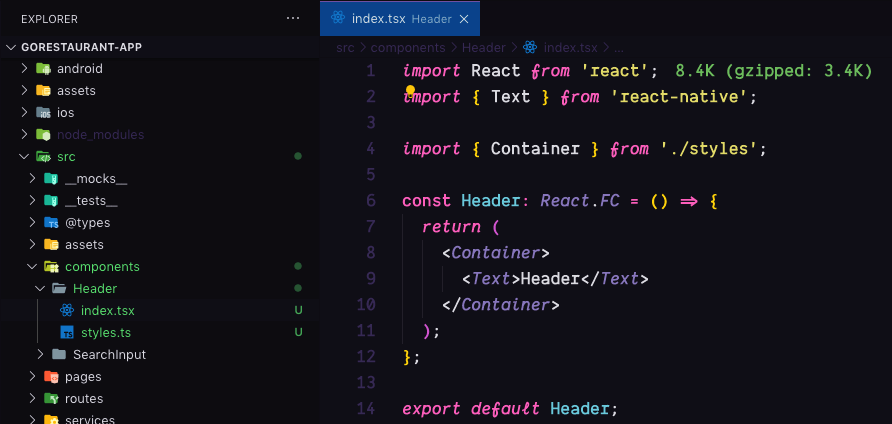 EXPLORER
···
GORESTAURANT-APP
android
assets
ios
node_modules
src
__mocks__
__tests__
@types
assets
components
Header
index.tsx U
styles.ts U
SearchInput
pages
routes
services
index.tsx Header ×
src > components > Header > index.tsx > ...
1 import React from 'react'; 8.4K (gzipped: 3.4K)
2 import { Text } from 'react-native';
3
4 import { Container } from './styles';
5
6 const Header: React.FC = () => {
7 return (
8 <Container>
9 <Text>Header</Text>
10 </Container>
11 );
12 };
13
14 export default Header;